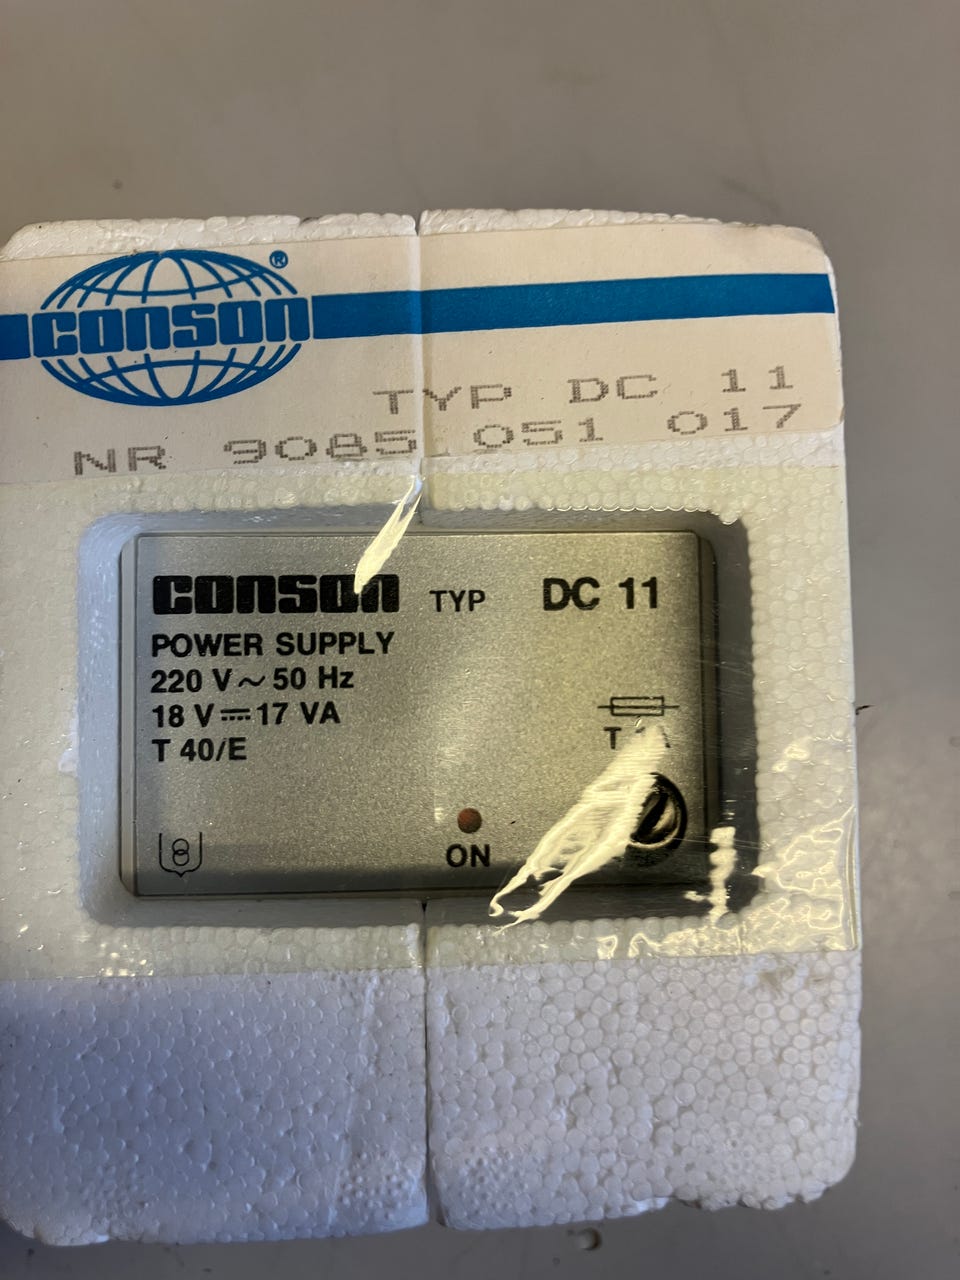 conson ®
TYP DC 11
NR 9085 051 017
conson TYP DC 11
POWER SUPPLY
220 V ~ 50 Hz
18 V ⎓ 17 VA
T 40/E
T
ON